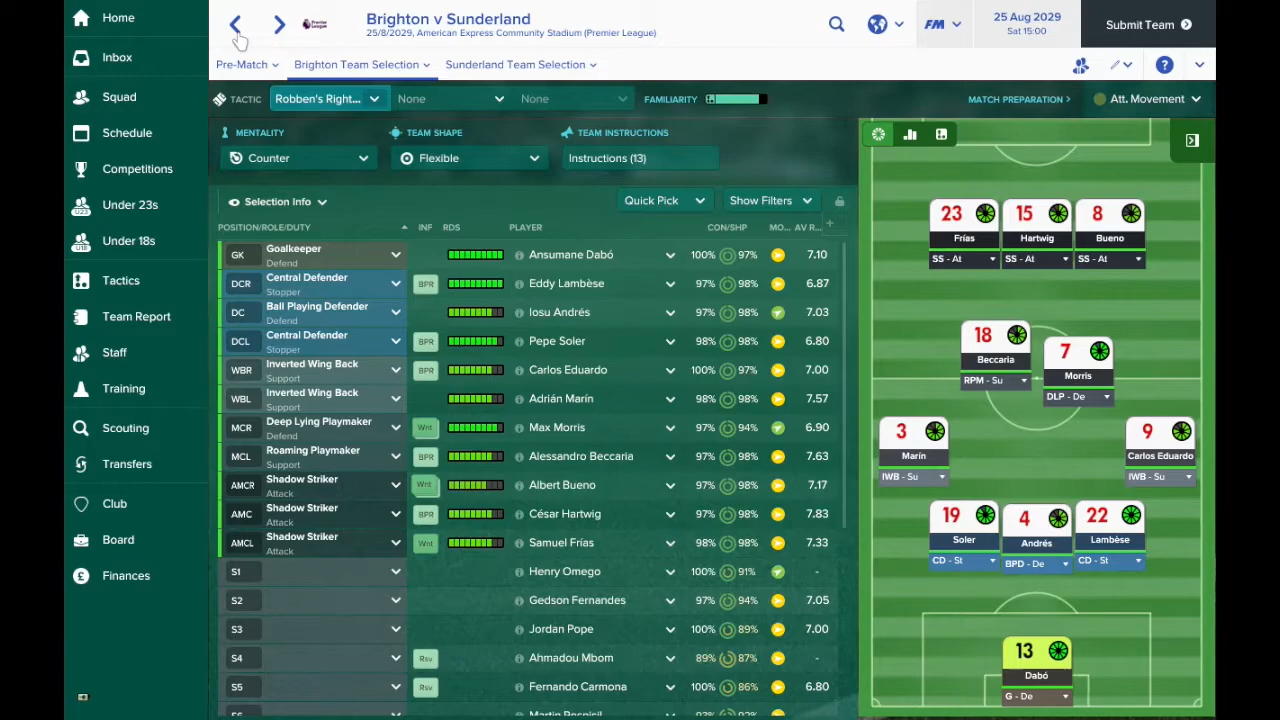 Home
Inbox
Squad
Schedule
Competitions
Under 23s
Under 18s
Tactics
Team Report
Staff
Training
Scouting
Transfers
Club
Board
Finances
Brighton v Sunderland
25/8/2029, American Express Community Stadium (Premier League)
FM
25 Aug 2029
Sat 15:00
Submit Team
Pre-Match
Brighton Team Selection
Sunderland Team Selection
TACTIC
Robben's Right...
None
None
FAMILIARITY
MATCH PREPARATION >
Att. Movement
MENTALITY
TEAM SHAPE
TEAM INSTRUCTIONS
Counter
Flexible
Instructions (13)
Selection Info
Quick Pick
Show Filters
POSITION/ROLE/DUTY INF RDS PLAYER CON/SHP MO... AV R...
GK Goalkeeper Defend Ansumane Dabó 100% 97% 7.10
DCR Central Defender Stopper BPR Eddy Lambèse 97% 98% 6.87
DC Ball Playing Defender Defend Iosu Andrés 97% 98% 7.03
DCL Central Defender Stopper BPR Pepe Soler 98% 98% 6.80
WBR Inverted Wing Back Support BPR Carlos Eduardo 100% 97% 7.00
WBL Inverted Wing Back Support Adrián Marín 98% 98% 7.57
MCR Deep Lying Playmaker Defend Wnt Max Morris 97% 94% 6.90
MCL Roaming Playmaker Support BPR Alessandro Beccaria 97% 98% 7.63
AMCR Shadow Striker Attack Wnt Albert Bueno 97% 98% 7.17
AMC Shadow Striker Attack BPR César Hartwig 97% 98% 7.83
AMCL Shadow Striker Attack Wnt Samuel Frías 98% 98% 7.33
S1 Henry Omego 100% 91% -
S2 Gedson Fernandes 97% 94% 7.05
S3 Jordan Pope 100% 89% 7.00
S4 Rsv Ahmadou Mbom 89% 87% -
S5 Rsv Fernando Carmona 100% 86% 6.80
23 15 8
Frías Hartwig Bueno
SS - At SS - At SS - At
18 7
Beccaria Morris
RPM - Su DLP - De
3 9
Marín Carlos Eduardo
IWB - Su IWB - Su
19 4 22
Soler Andrés Lambèse
CD - St BPD - De CD - St
13
Dabó
G - De